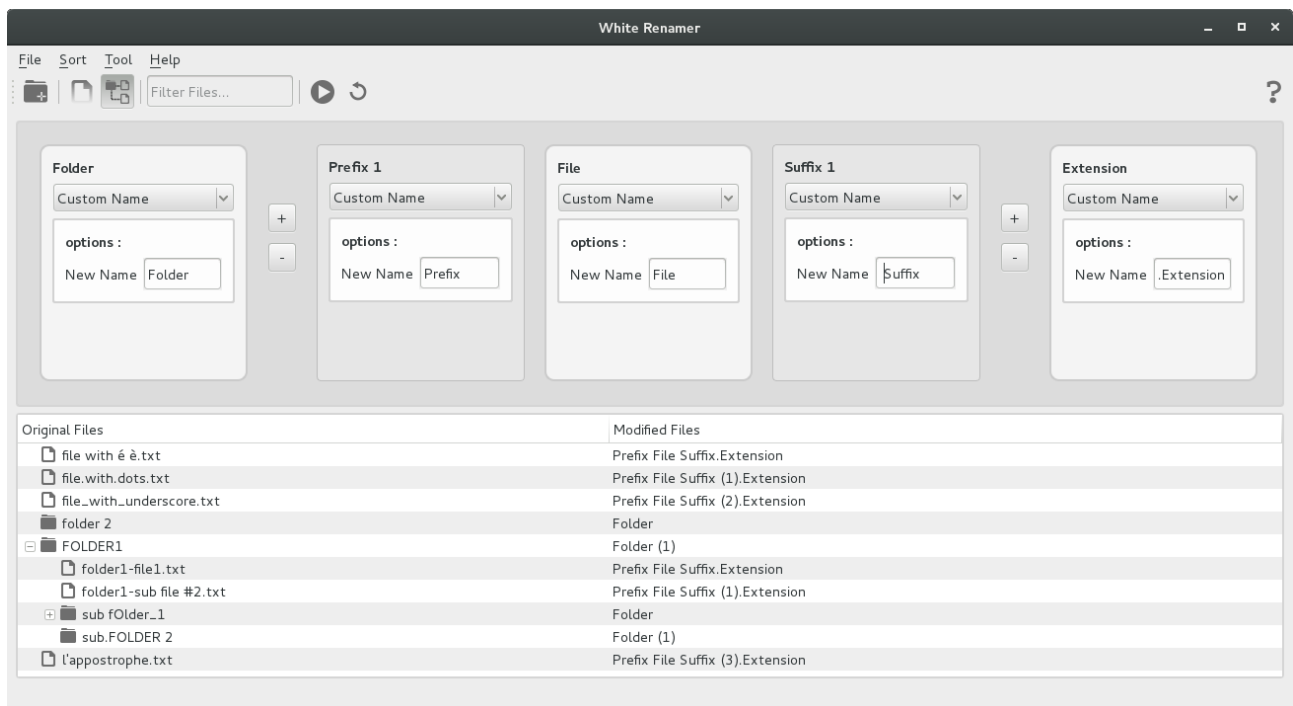 White Renamer
File Sort Tool Help
Filter Files...
?
Folder Prefix 1 File Suffix 1 Extension
Custom Name Custom Name Custom Name Custom Name Custom Name
+ +
options : options : options : options : options :
- -
New Name Folder New Name Prefix New Name File New Name Suffix New Name .Extension
Original Files Modified Files
file with é è.txt Prefix File Suffix.Extension
file.with.dots.txt Prefix File Suffix (1).Extension
file_with_underscore.txt Prefix File Suffix (2).Extension
folder 2 Folder
FOLDER1 Folder (1)
folder1-file1.txt Prefix File Suffix.Extension
folder1-sub file #2.txt Prefix File Suffix (1).Extension
sub fOlder_1 Folder
sub.FOLDER 2 Folder (1)
l'appostrophe.txt Prefix File Suffix (3).Extension